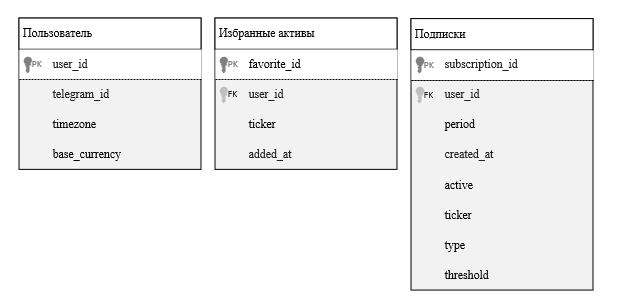 Пользователь
PK user_id
telegram_id
timezone
base_currency
Избранные активы
PK favorite_id
FK user_id
ticker
added_at
Подписки
PK subscription_id
FK user_id
period
created_at
active
ticker
type
threshold